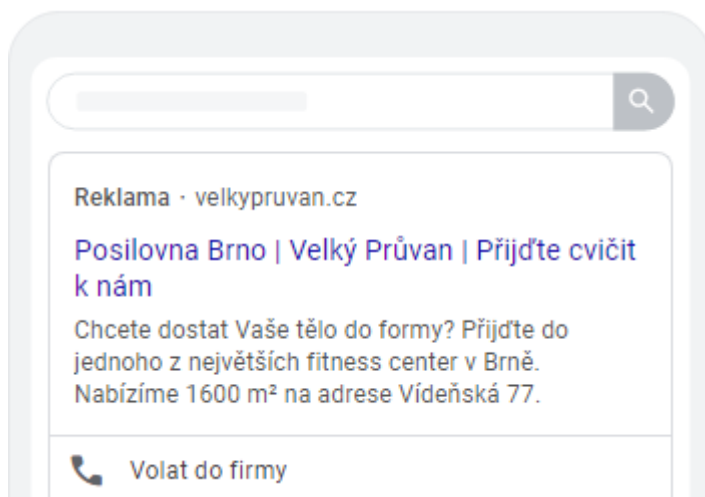 Reklama · velkypruvan.cz
Posilovna Brno | Velký Průvan | Přijďte cvičit
k nám
Chcete dostat Vaše tělo do formy? Přijďte do
jednoho z největších fitness center v Brně.
Nabízíme 1600 m² na adrese Vídeňská 77.
Volat do firmy